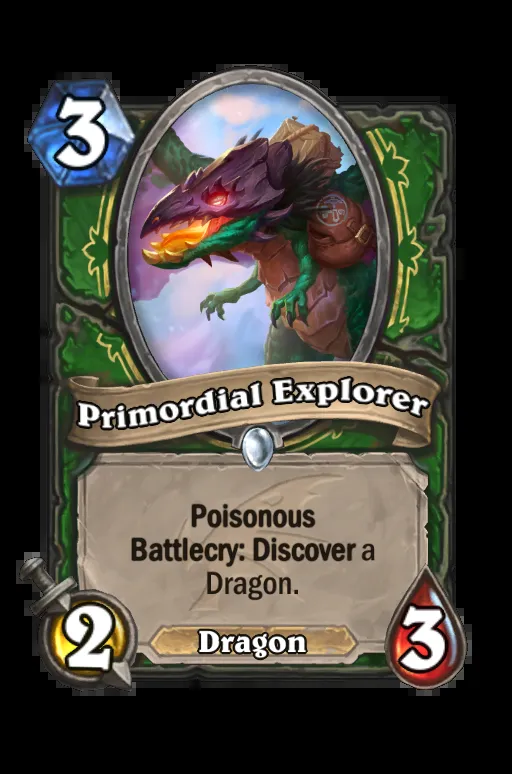 3
Primordial Explorer
Poisonous
Battlecry: Discover a
Dragon.
2
Dragon
3